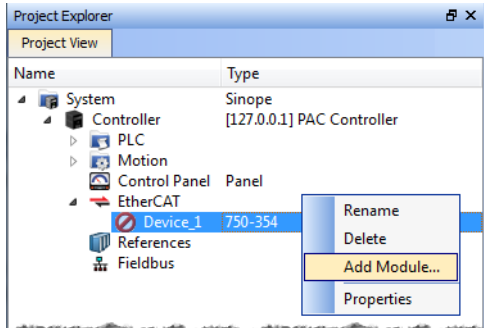 Project Explorer
Project View
Name Type
System Sinope
Controller [127.0.0.1] PAC Controller
PLC
Motion
Control Panel Panel
EtherCAT
Device_1 750-354
References
Fieldbus
Rename
Delete
Add Module...
Properties